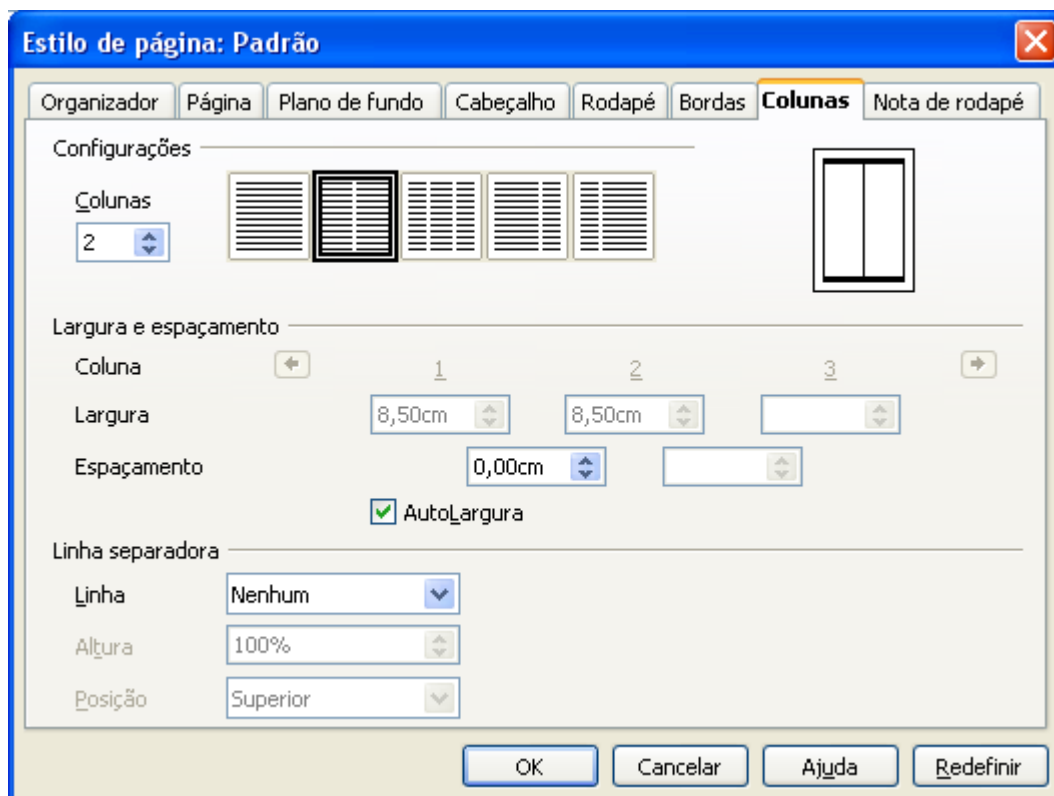 Estilo de página: Padrão
Organizador Página Plano de fundo Cabeçalho Rodapé Bordas Colunas Nota de rodapé
Configurações
Colunas
2
Largura e espaçamento
Coluna 1 2 3
Largura 8,50cm 8,50cm
Espaçamento 0,00cm
AutoLargura
Linha separadora
Linha Nenhum
Altura 100%
Posição Superior
OK Cancelar Ajuda Redefinir